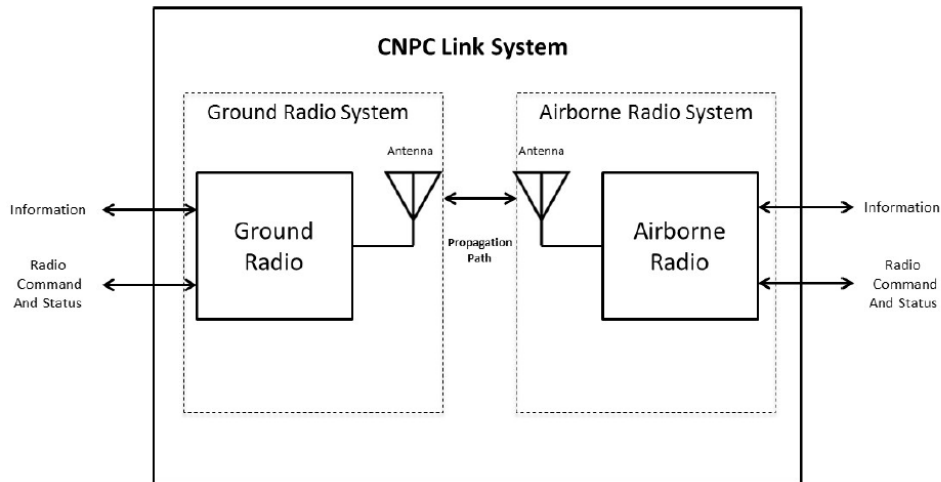 CNPC Link System
Ground Radio System
Airborne Radio System
Antenna
Antenna
Information
Ground
Radio
Propagation
Path
Airborne
Radio
Information
Radio
Command
And Status
Radio
Command
And Status